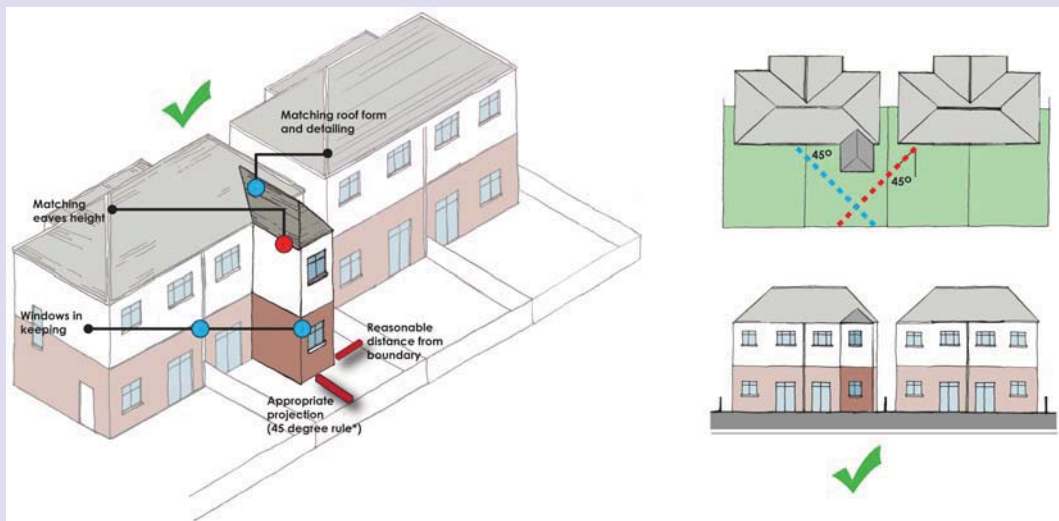 Matching roof form
and detailing
Matching
eaves height
Windows in
keeping
Reasonable
distance from
boundary
Appropriate
projection
(45 degree rule*)
45°
45°